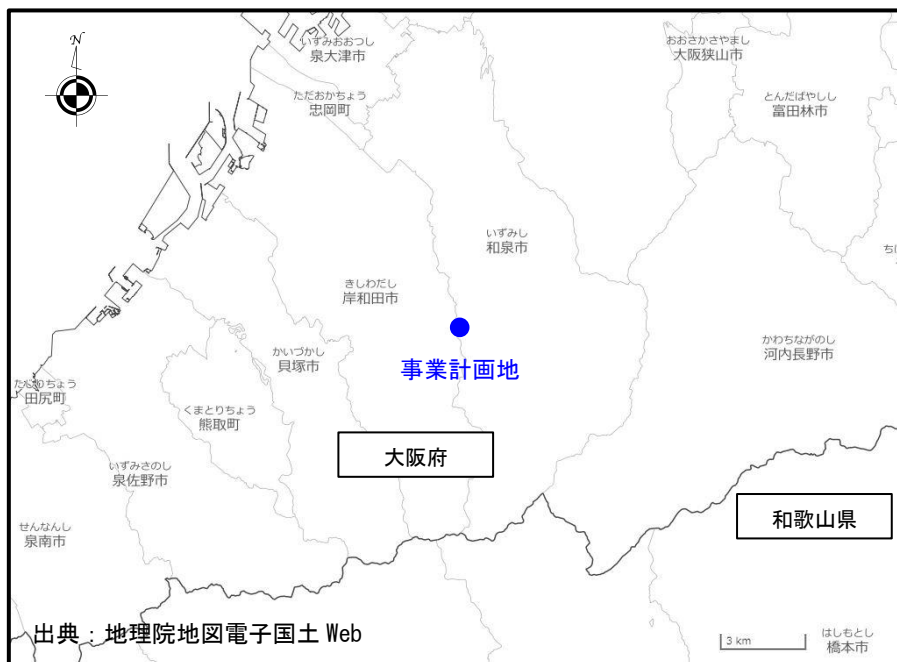 N
いずみおおつし
泉大津市
おおさかさやまし
大阪狭山市
ただおかちょう
忠岡町
とんだばやしし
富田林市
いずみし
和泉市
きしわだし
岸和田市
かわちながのし
河内長野市
事業計画地
かいづかし
貝塚市
たじりちょう
田尻町
くまとりちょう
熊取町
大阪府
いずみさのし
泉佐野市
せんなんし
泉南市
和歌山県
出典：地理院地図電子国土 Web
3 km
はしもとし
橋本市